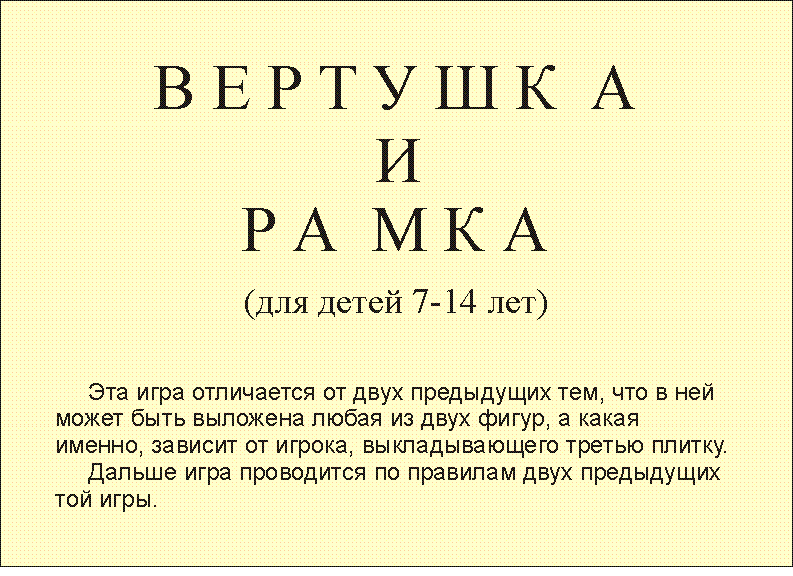 ВЕРТУШКА
И
РАМКА
(для детей 7-14 лет)
Эта игра отличается от двух предыдущих тем, что в ней
может быть выложена любая из двух фигур, а какая
именно, зависит от игрока, выкладывающего третью плитку.
Дальше игра проводится по правилам двух предыдущих
той игры.